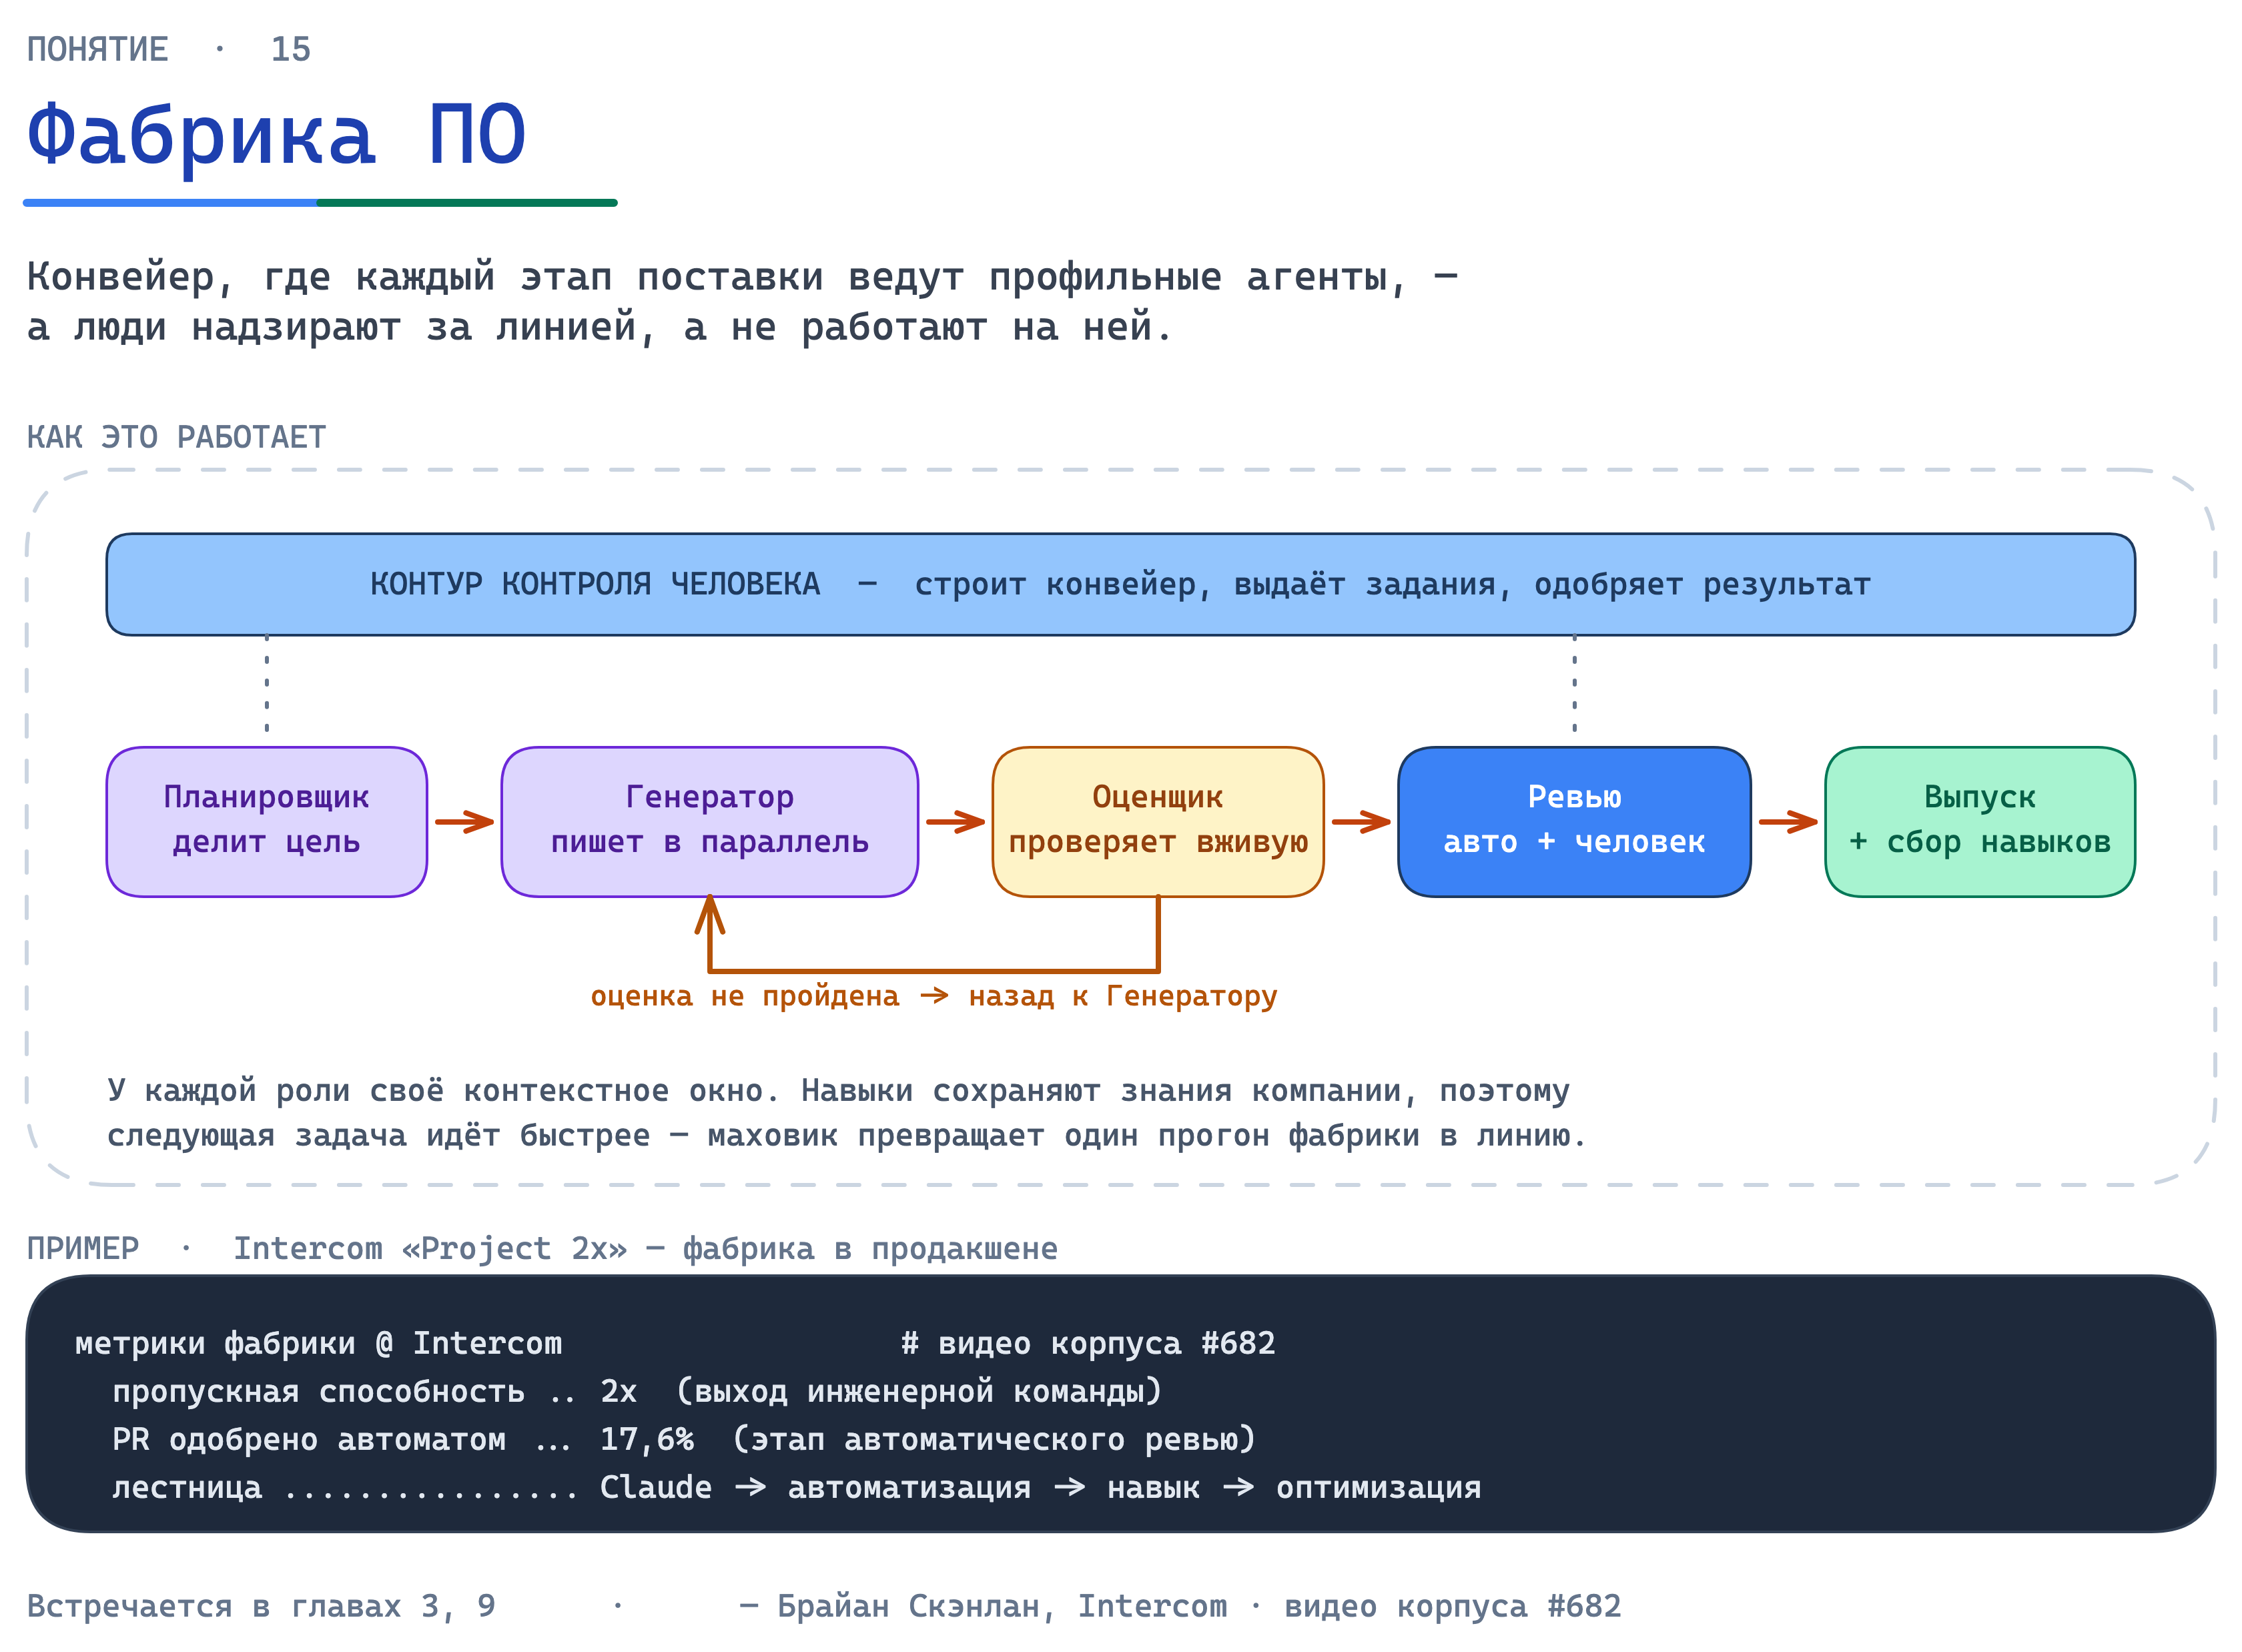 ПОНЯТИЕ · 15
Фабрика ПО
Конвейер, где каждый этап поставки ведут профильные агенты, —
а люди надзирают за линией, а не работают на ней.
КАК ЭТО РАБОТАЕТ
КОНТУР КОНТРОЛЯ ЧЕЛОВЕКА — строит конвейер, выдаёт задания, одобряет результат
Планировщик
делит цель
Генератор
пишет в параллель
Оценщик
проверяет вживую
Ревью
авто + человек
Выпуск
+ сбор навыков
оценка не пройдена → назад к Генератору
У каждой роли своё контекстное окно. Навыки сохраняют знания компании, поэтому
следующая задача идёт быстрее — маховик превращает один прогон фабрики в линию.
ПРИМЕР · Intercom «Project 2x» — фабрика в продакшене
метрики фабрики @ Intercom # видео корпуса #682
пропускная способность .. 2x (выход инженерной команды)
PR одобрено автоматом ... 17,6% (этап автоматического ревью)
лестница ................ Claude → автоматизация → навык → оптимизация
Встречается в главах 3, 9 · — Брайан Скэнлан, Intercom · видео корпуса #682